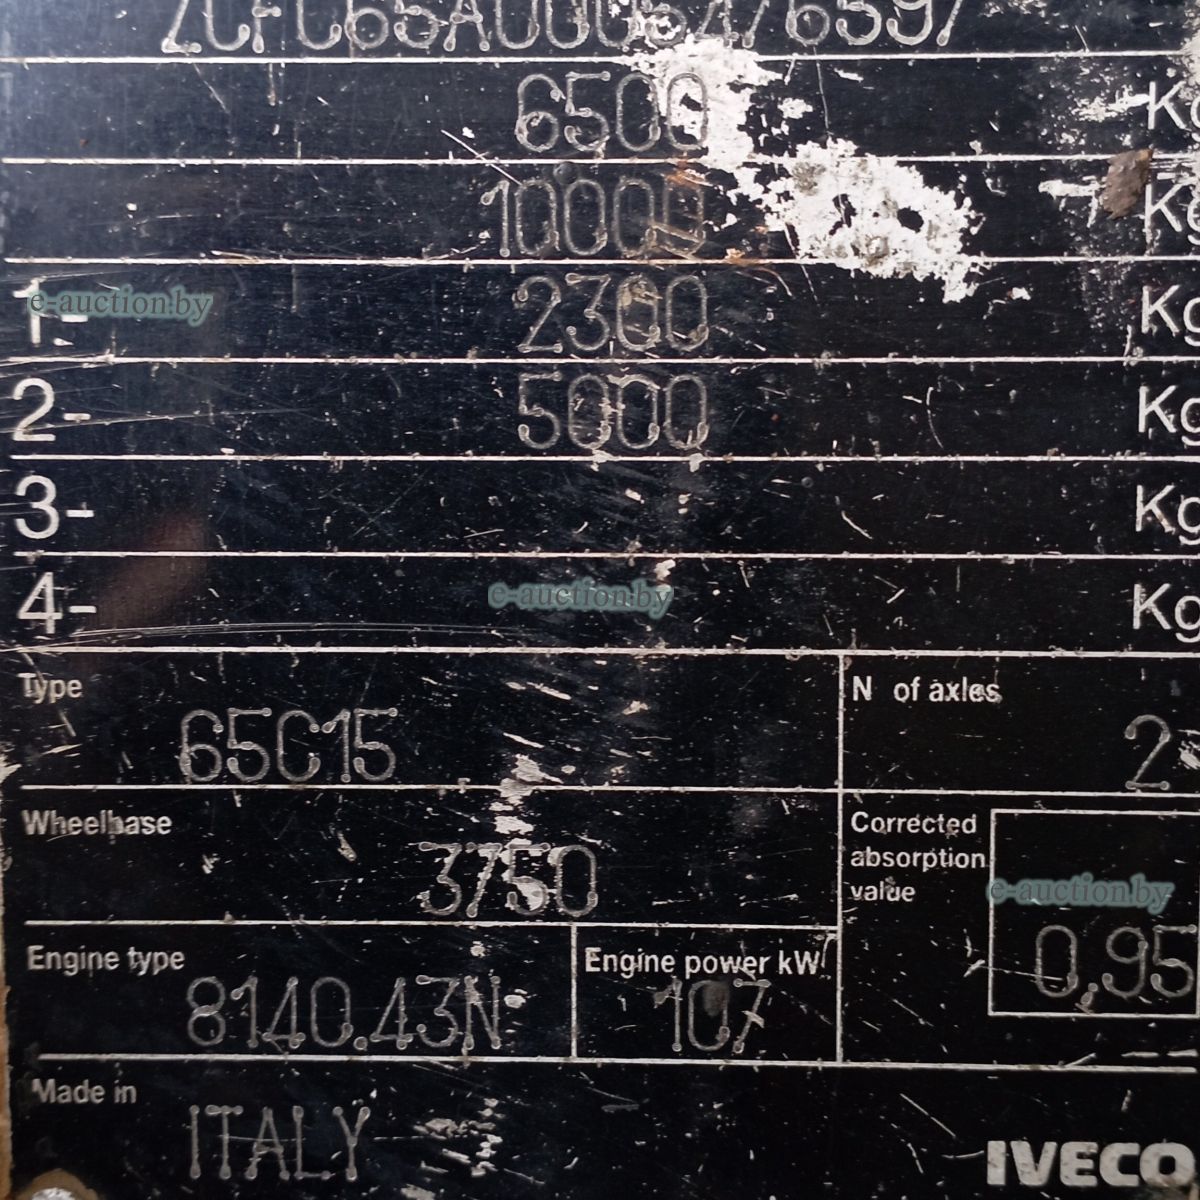 ZCFC65A0005476597
6500 Kg
10000 Kg
1- 2300 Kg
e-auction.by
2- 5000 Kg
3- Kg
4- Kg
e-auction.by
Type
65C15
N of axles
2
Wheelbase
3750
Corrected
absorption
value
e-auction.by
0.95
Engine type
8140.43N
Engine power kW
107
Made in
ITALY
IVECO